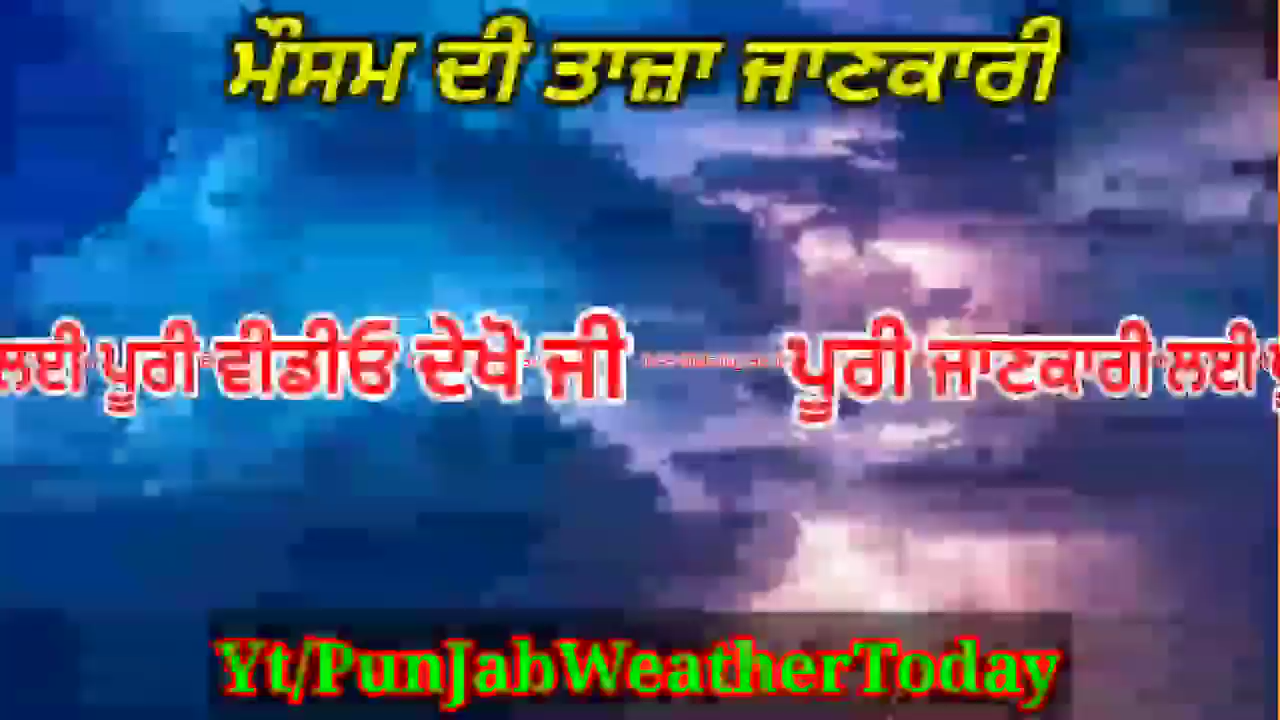 ਮੌਸਮ ਦੀ ਤਾਜ਼ਾ ਜਾਣਕਾਰੀ
ਲਈ ਪੂਰੀ ਵੀਡੀਓ ਦੇਖੋ ਜੀ ਪੂਰੀ ਜਾਣਕਾਰੀ ਲਈ
Yt/PunJabWeatherToday